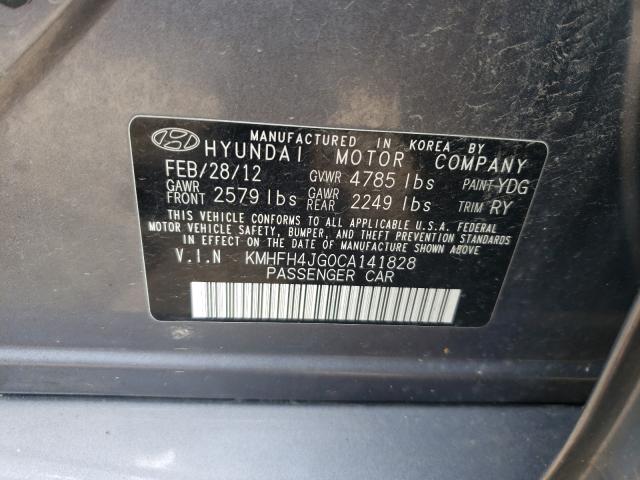 MANUFACTURED IN KOREA BY
HYUNDAI MOTOR COMPANY
FEB/28/12 GVWR 4785 lbs PAINT YDG
GAWR FRONT 2579 lbs GAWR REAR 2249 lbs TRIM RY
THIS VEHICLE CONFORMS TO ALL APPLICABLE U.S.A. FEDERAL
MOTOR VEHICLE SAFETY, BUMPER, AND THEFT PREVENTION STANDARDS
IN EFFECT ON THE DATE OF MANUFACTURE SHOWN ABOVE
V.I.N KMHFH4JG0CA141828
PASSENGER CAR